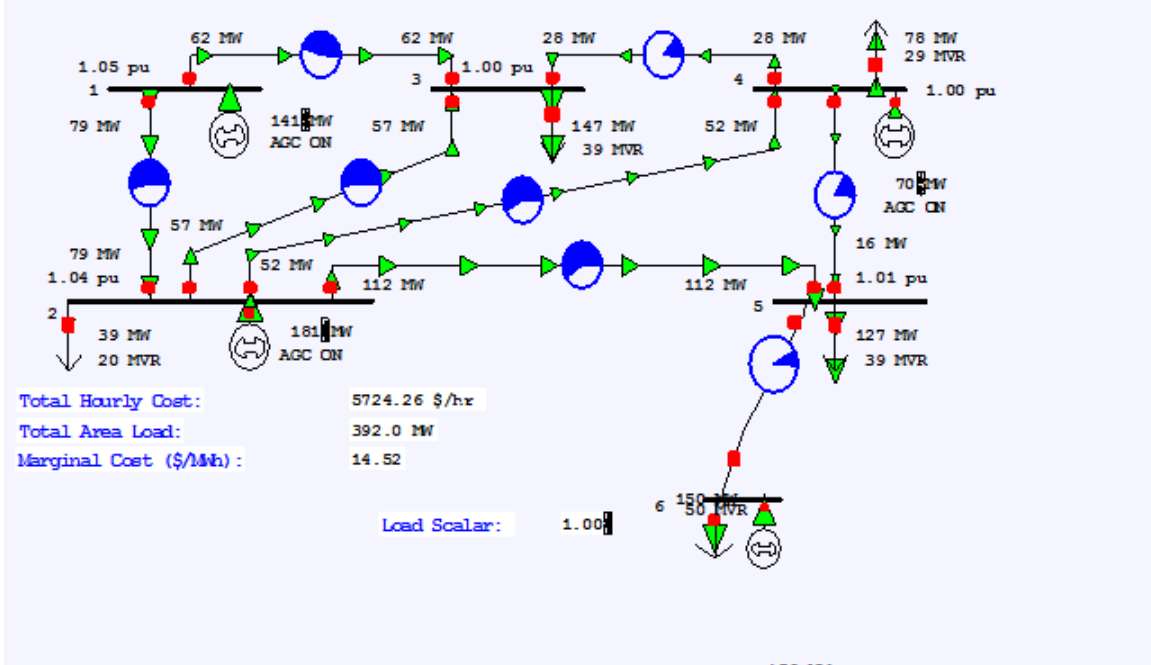 62 MW
62 MW
28 MW
28 MW
78 MW
29 MVR
1.05 pu
1.00 pu
1
3
4
1.00 pu
79 MW
141 MW
AGC ON
57 MW
147 MW
39 MVR
52 MW
70 MW
AGC ON
57 MW
16 MW
79 MW
52 MW
1.04 pu
112 MW
112 MW
1.01 pu
2
5
39 MW
20 MVR
181 MW
AGC ON
127 MW
39 MVR
Total Hourly Cost: 5724.26 $/hr
Total Area Load: 392.0 MW
Marginal Cost ($/MWh): 14.52
6
150 MW
50 MVR
Load Scalar: 1.00